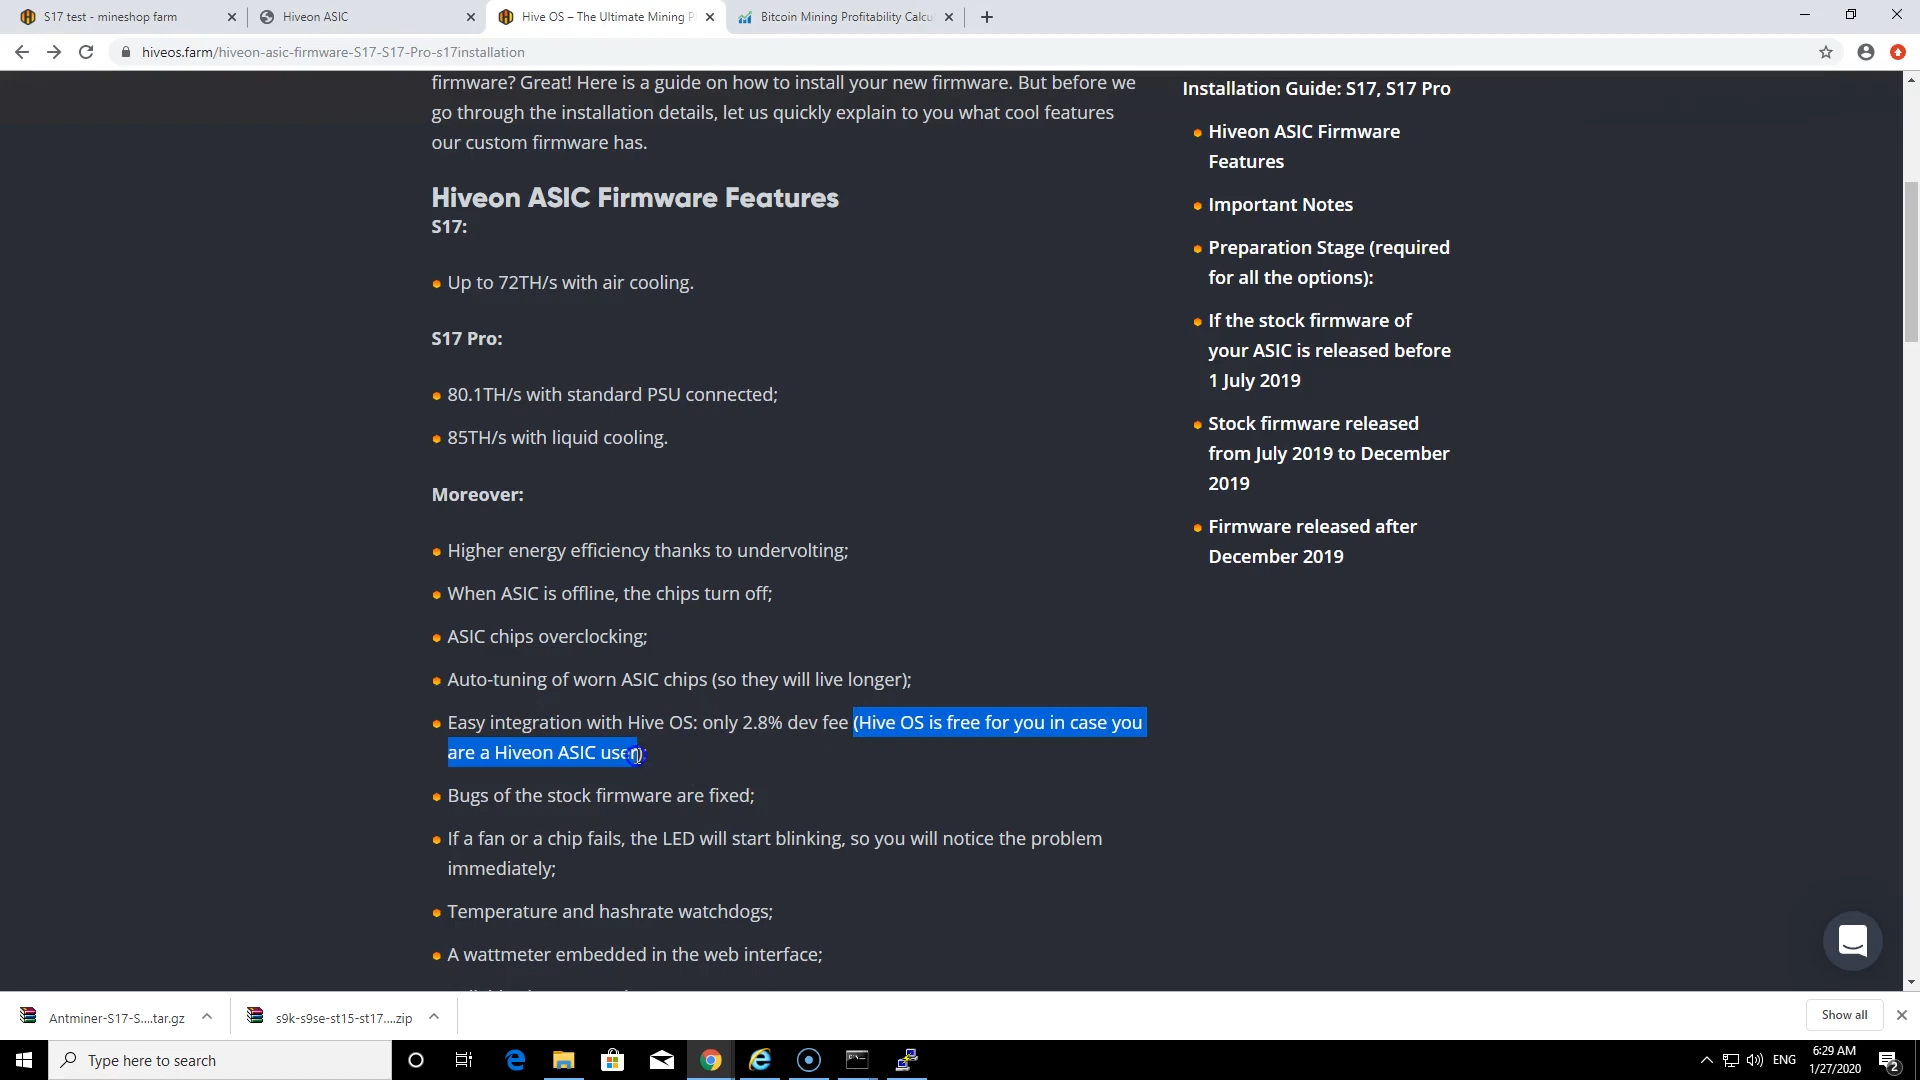 S17 test - mineshop farm
Hiveon ASIC
Hive OS – The Ultimate Mining P
Bitcoin Mining Profitability Calcu
hiveos.farm/hiveon-asic-firmware-S17-S17-Pro-s17installation
firmware? Great! Here is a guide on how to install your new firmware. But before we
go through the installation details, let us quickly explain to you what cool features
our custom firmware has.
Hiveon ASIC Firmware Features
S17:
Up to 72TH/s with air cooling.
S17 Pro:
80.1TH/s with standard PSU connected;
85TH/s with liquid cooling.
Moreover:
Higher energy efficiency thanks to undervolting;
When ASIC is offline, the chips turn off;
ASIC chips overclocking;
Auto-tuning of worn ASIC chips (so they will live longer);
Easy integration with Hive OS: only 2.8% dev fee (Hive OS is free for you in case you
are a Hiveon ASIC user);
Bugs of the stock firmware are fixed;
If a fan or a chip fails, the LED will start blinking, so you will notice the problem
immediately;
Temperature and hashrate watchdogs;
A wattmeter embedded in the web interface;
Installation Guide: S17, S17 Pro
Hiveon ASIC Firmware
Features
Important Notes
Preparation Stage (required
for all the options):
If the stock firmware of
your ASIC is released before
1 July 2019
Stock firmware released
from July 2019 to December
2019
Firmware released after
December 2019
Antminer-S17-S....tar.gz
s9k-s9se-st15-st17....zip
Show all
Type here to search
ENG
6:29 AM
1/27/2020
2